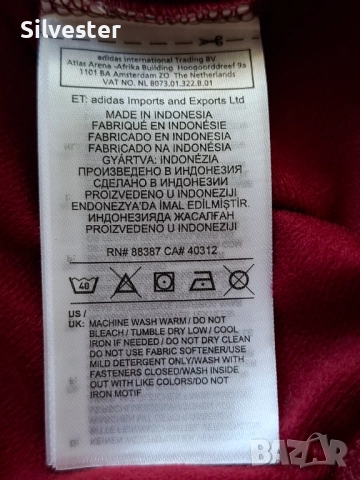 Silvester
adidas International Trading BV
Atlas Arena -Afrika Building. Hoogoorddreef 9a
1101 BA Amsterdam ZO The Netherlands
VAT NO. NL 8073.01.322.B.01
ET: adidas Imports and Exports Ltd
MADE IN INDONESIA
FABRIQUÉ EN INDONÉSIE
FABRICADO EN INDONESIA
FABRICADO NA INDONÉSIA
GYÁRTVA: INDONÉZIA
ПРОИЗВЕДЕНО В ИНДОНЕЗИЯ
СДЕЛАНО В ИНДОНЕЗИИ
PROIZVEDENO U INDONEZIJI
ENDONEZYA'DA İMAL EDİLMİŞTİR.
ИНДОНЕЗИЯДА ЖАСАЛҒАН
PROIZVEDENO U INDONEZIJI
RN# 88387 CA# 40312
40
US /
UK: MACHINE WASH WARM / DO NOT
BLEACH / TUMBLE DRY LOW / COOL
IRON IF NEEDED / DO NOT DRY CLEAN
DO NOT USE FABRIC SOFTENER/USE
MILD DETERGENT ONLY/WASH WITH
FASTENERS CLOSED/WASH INSIDE
OUT WITH LIKE COLORS/DO NOT
IRON MOTIF
BAZAR